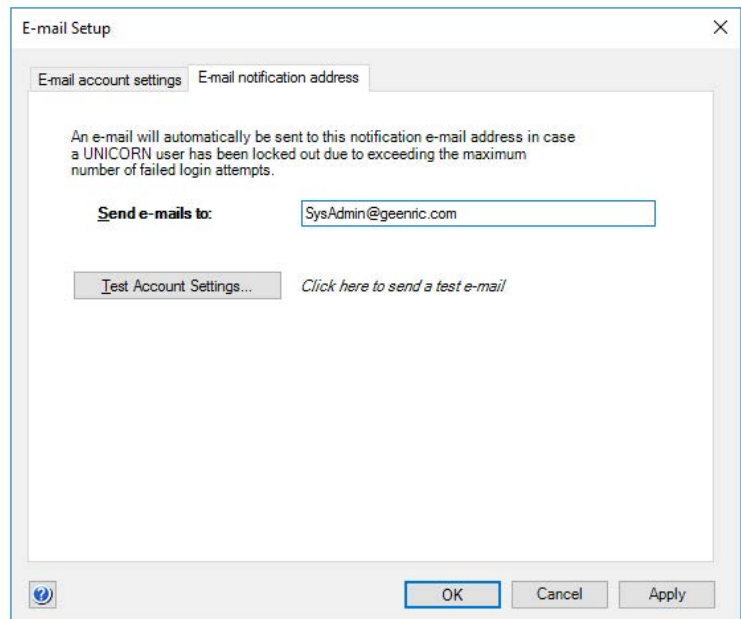 E-mail Setup
E-mail account settings
E-mail notification address
An e-mail will automatically be sent to this notification e-mail address in case
a UNICORN user has been locked out due to exceeding the maximum
number of failed login attempts.
Send e-mails to:
SysAdmin@geenric.com
Test Account Settings...
Click here to send a test e-mail
OK
Cancel
Apply